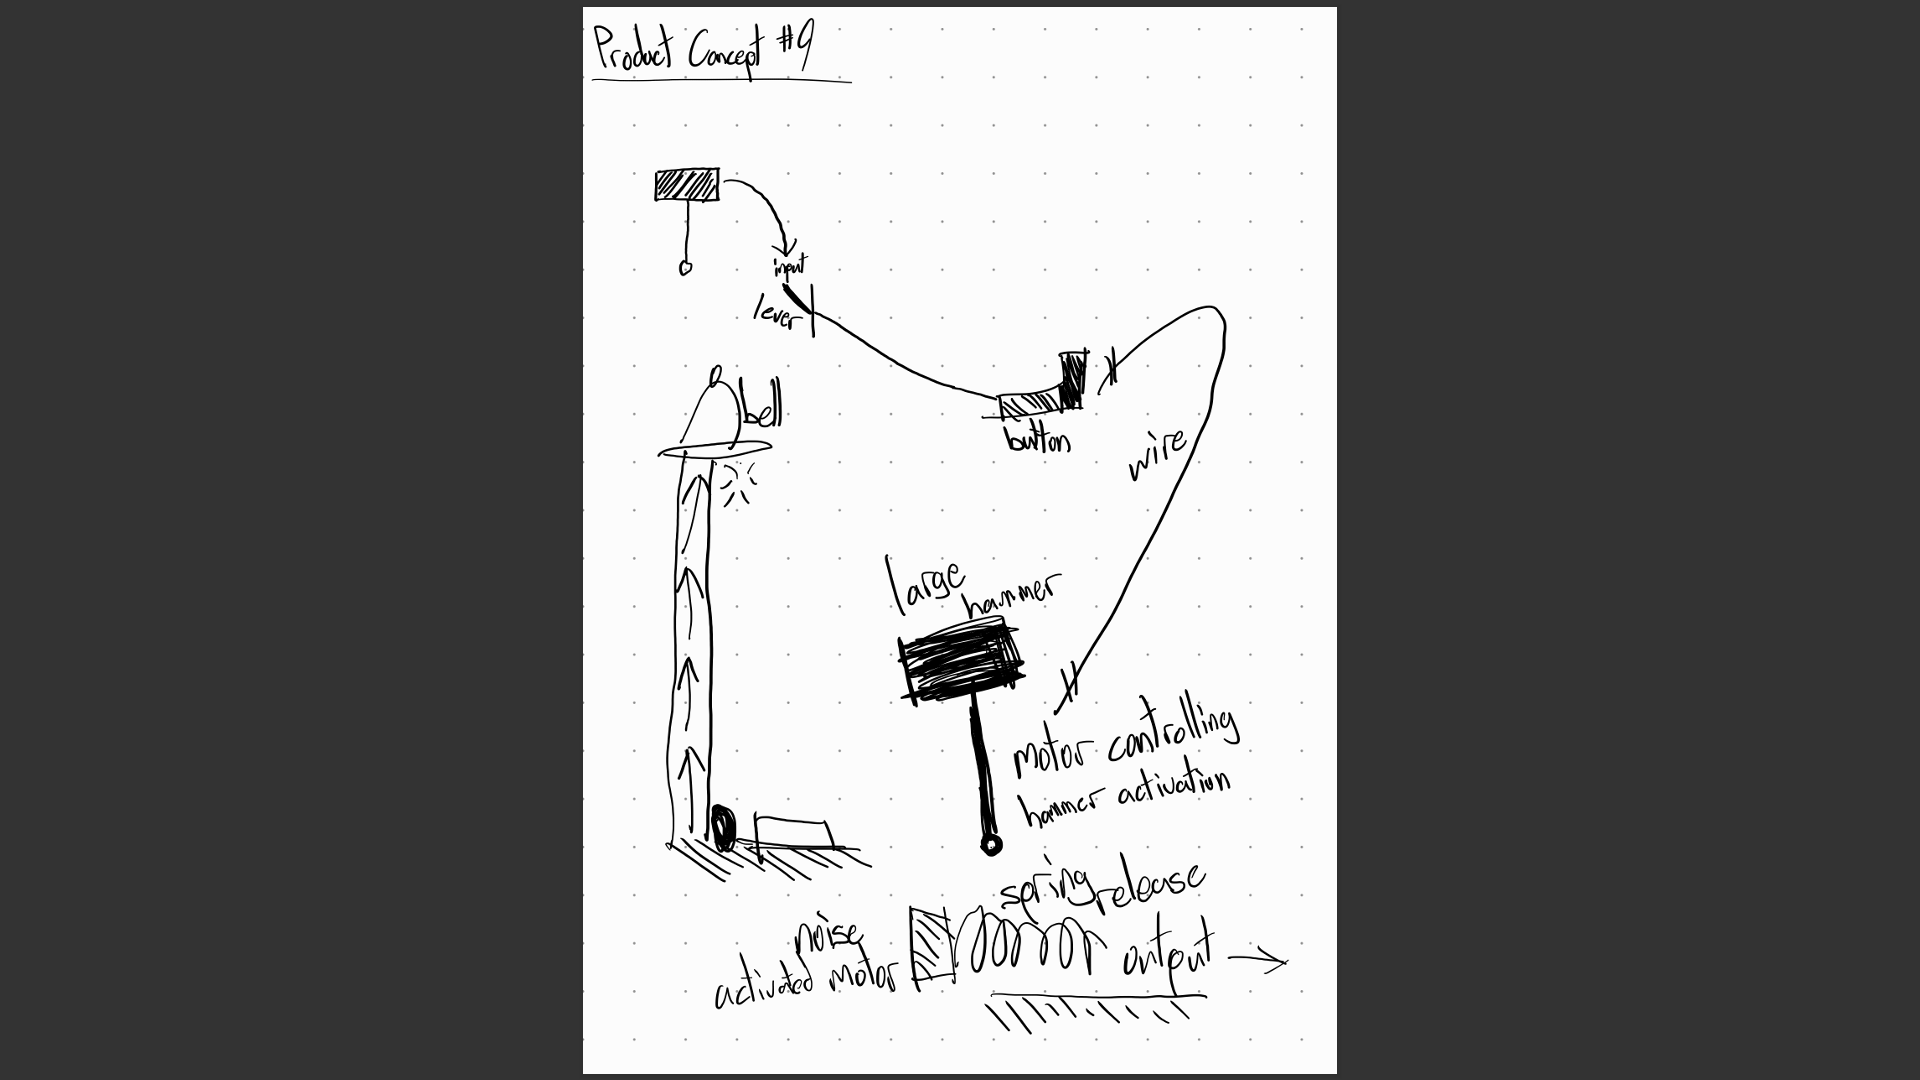 Product Concept #9
input
lever
bell
button
wire
large
hammer
motor controlling
hammer activation
spring release
noise
activated motor
ontput